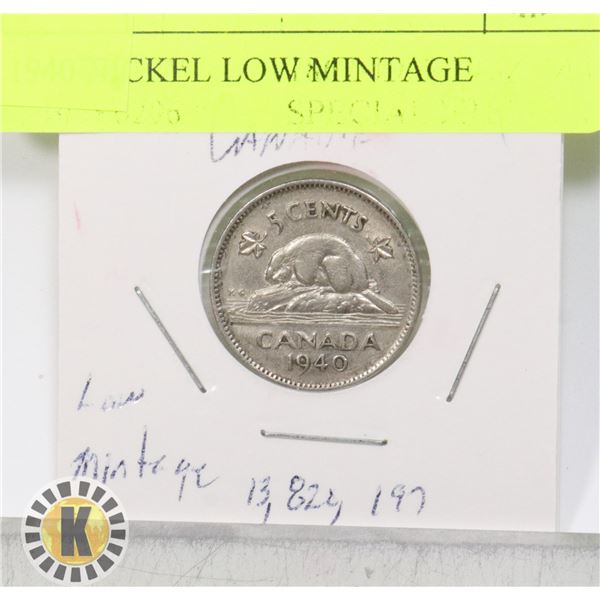 CKEL LOW MINTAGE
SPECIAL
CANADA
5 CENTS
K G
CANADA
1940
Low
Mintage 13,822,197
K